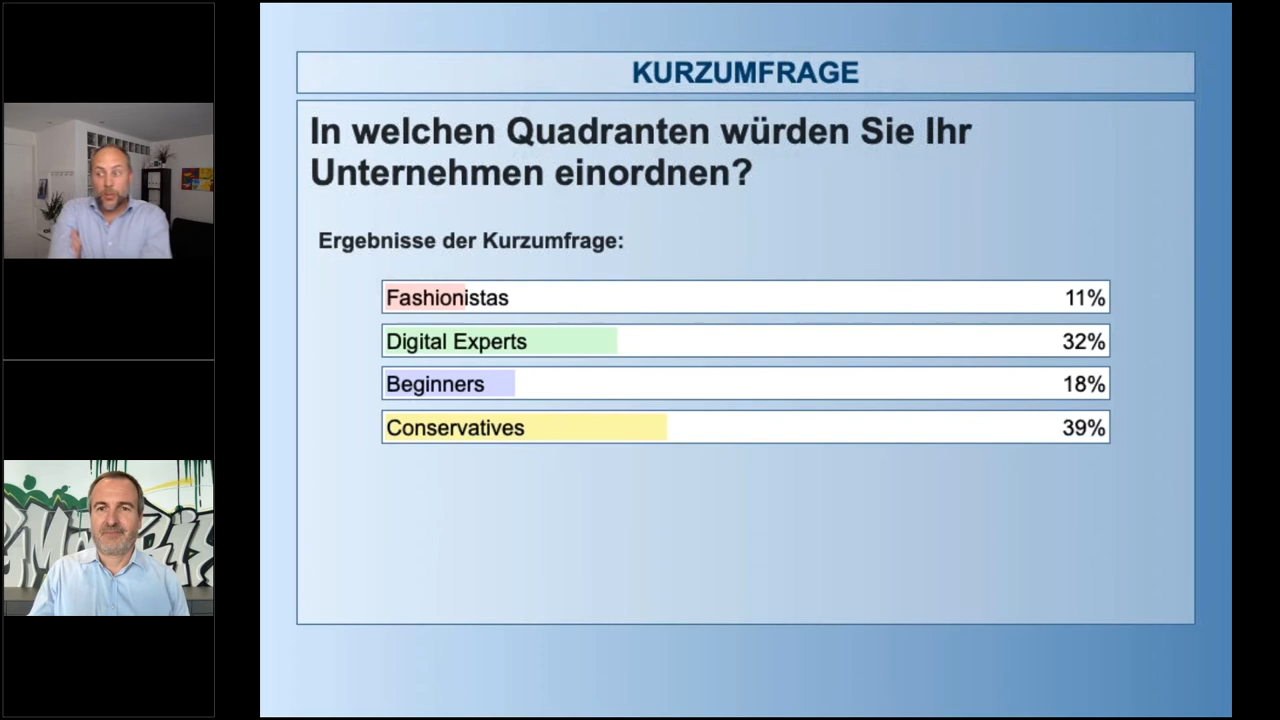 KURZUMFRAGE
In welchen Quadranten würden Sie Ihr
Unternehmen einordnen?
Ergebnisse der Kurzumfrage:
Fashionistas 11%
Digital Experts 32%
Beginners 18%
Conservatives 39%